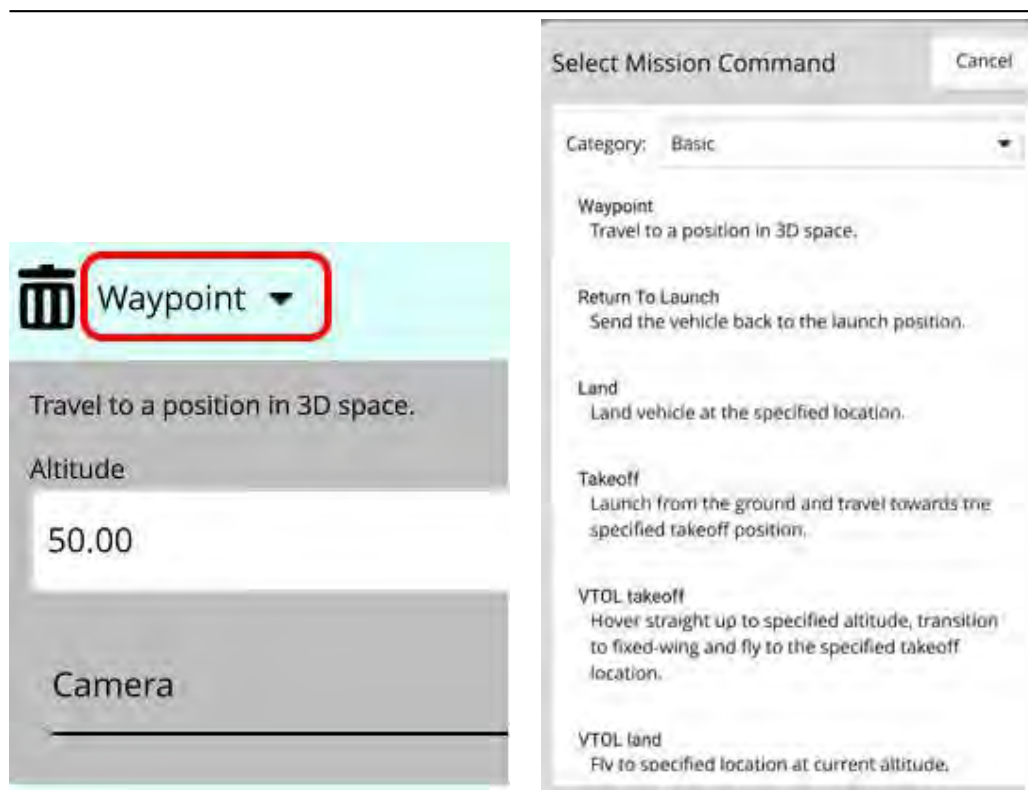 Waypoint
Travel to a position in 3D space.
Altitude
50.00
Camera
Select Mission Command
Cancel
Category: Basic
Waypoint
Travel to a position in 3D space.
Return To Launch
Send the vehicle back to the launch position.
Land
Land vehicle at the specified location.
Takeoff
Launch from the ground and travel towards the
specified takeoff position.
VTOL takeoff
Hover straight up to specified altitude, transition
to fixed-wing and fly to the specified takeoff
location.
VTOL land
Fly to specified location at current altitude.